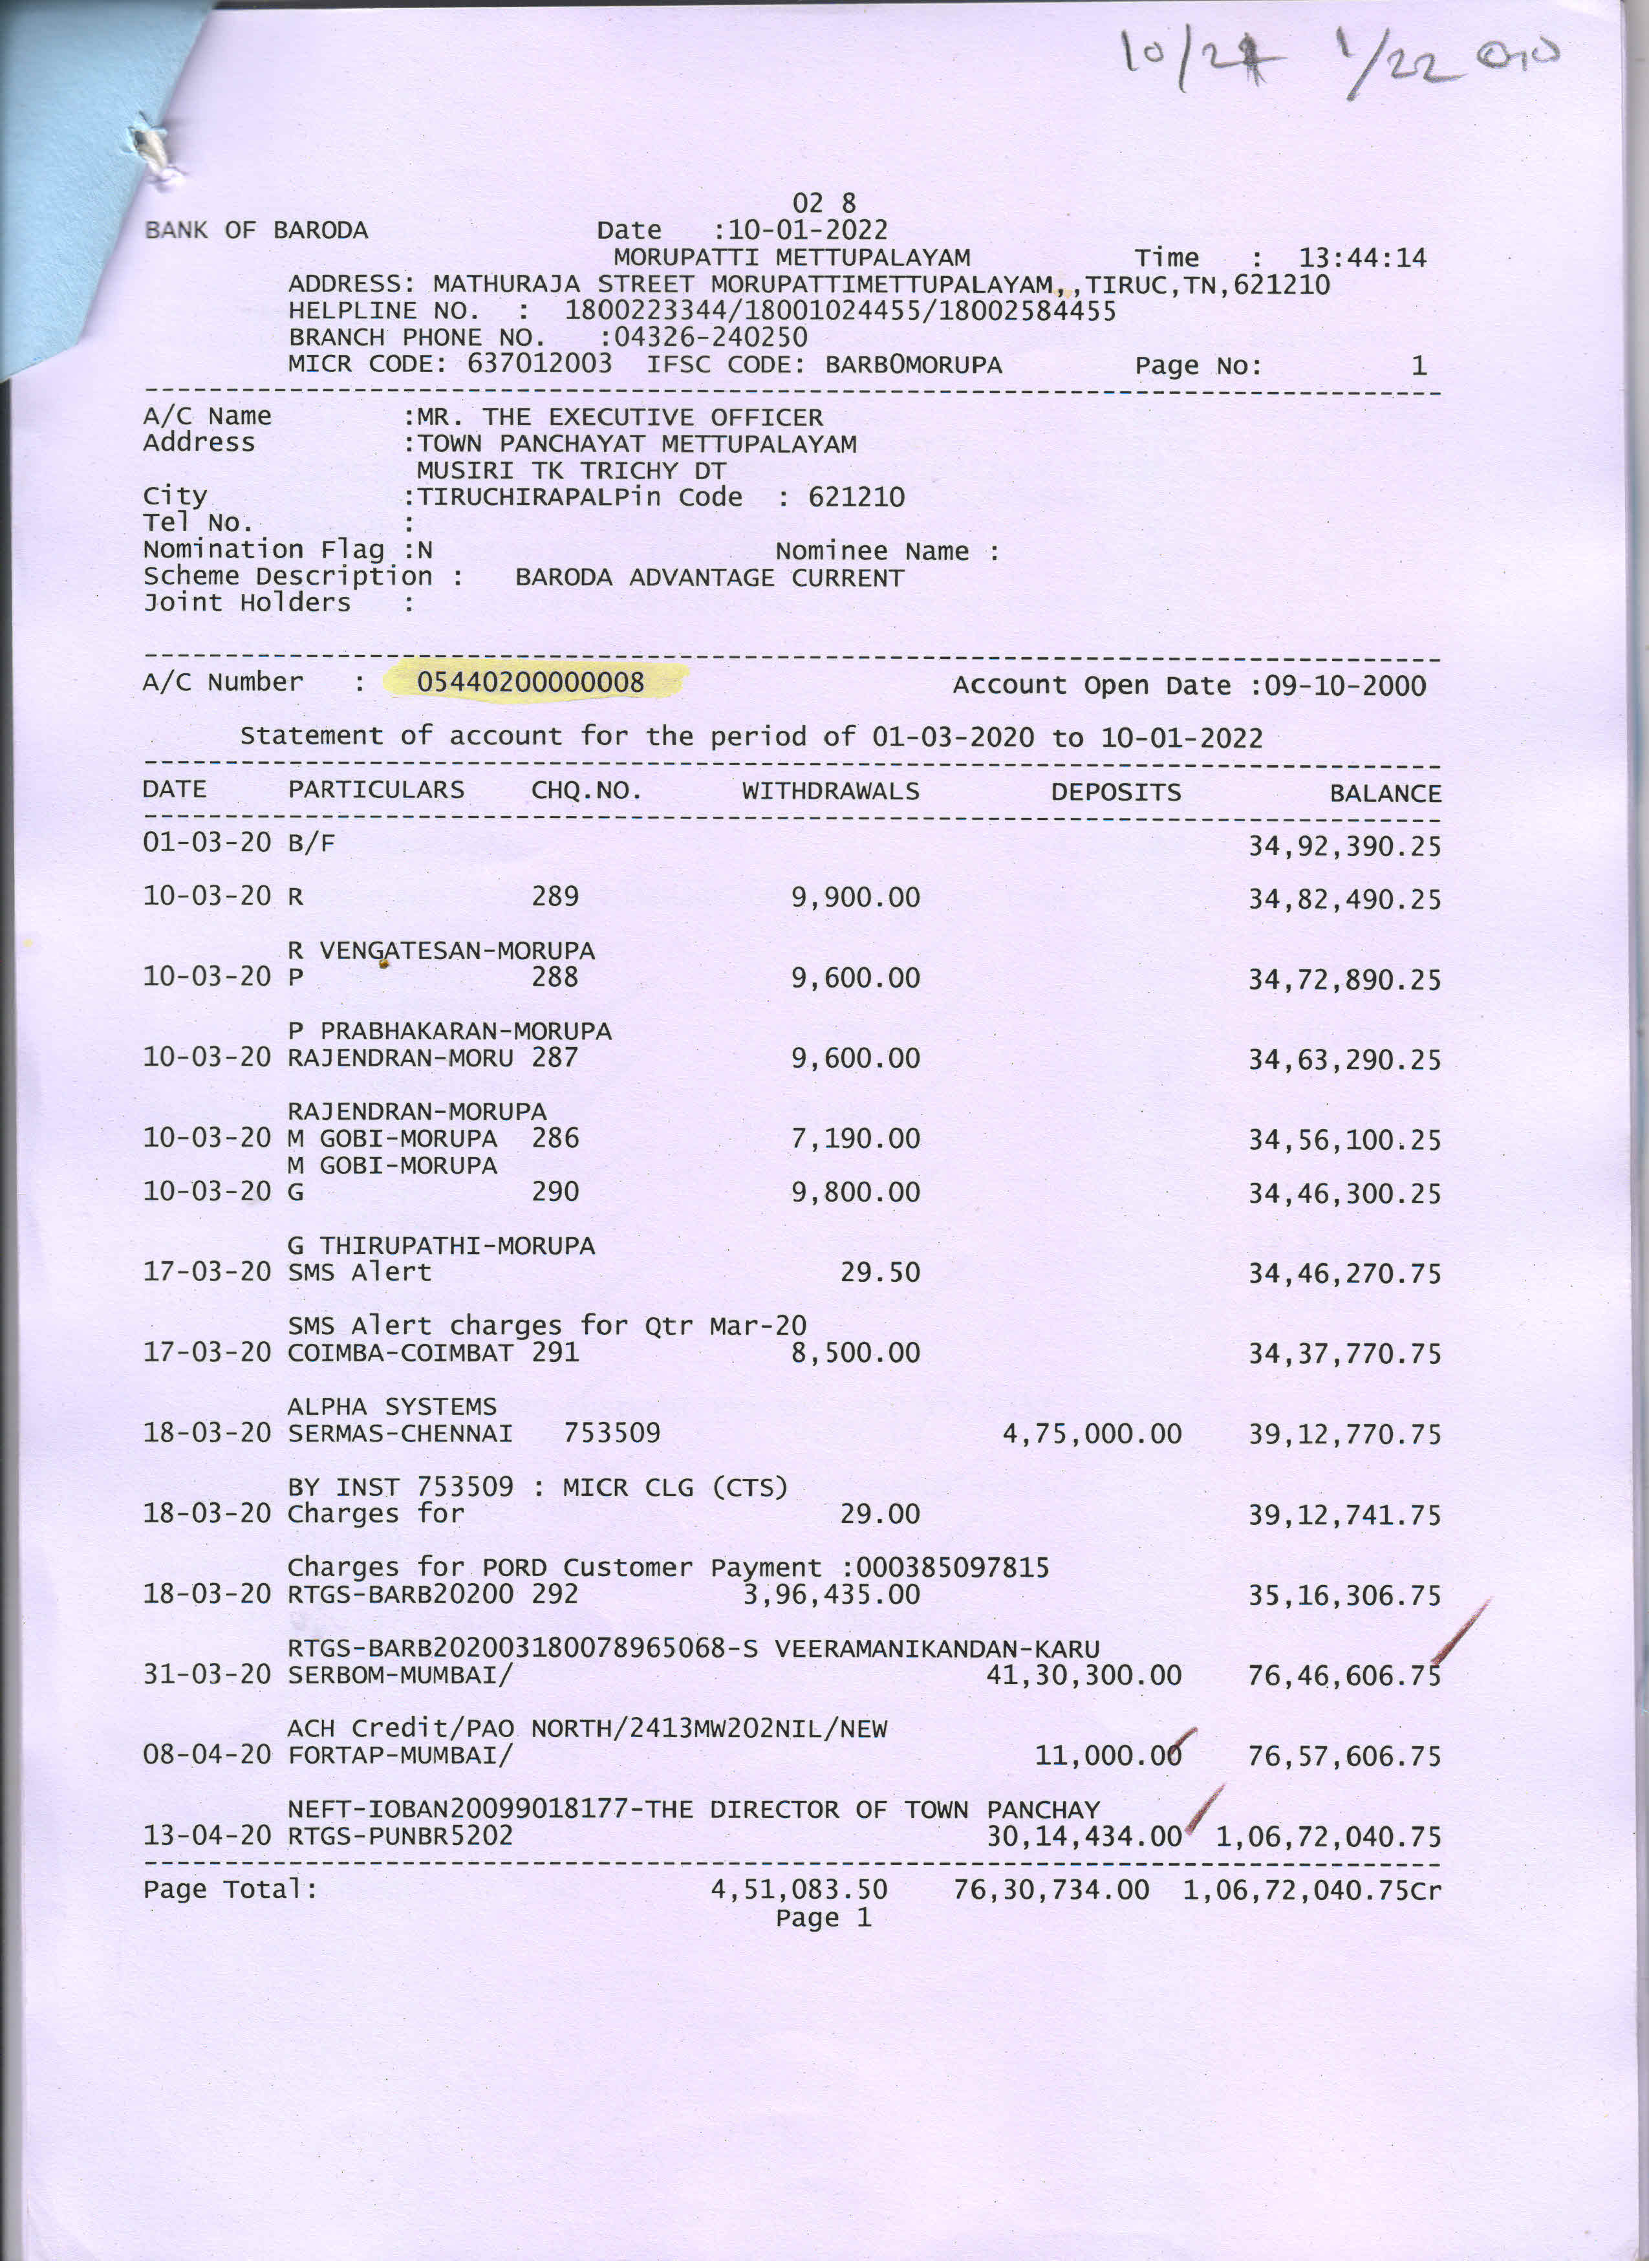 10/21 1/22
02 8
BANK OF BARODA Date :10-01-2022
MORUPATTI METTUPALAYAM Time : 13:44:14
ADDRESS: MATHURAJA STREET MORUPATTIMETTUPALAYAM,,TIRUC,TN,621210
HELPLINE NO. : 1800223344/18001024455/18002584455
BRANCH PHONE NO. :04326-240250
MICR CODE: 637012003 IFSC CODE: BARB0MORUPA Page No: 1
A/C Name :MR. THE EXECUTIVE OFFICER
Address :TOWN PANCHAYAT METTUPALAYAM
MUSIRI TK TRICHY DT
City :TIRUCHIRAPALPin Code : 621210
Tel No. :
Nomination Flag :N Nominee Name :
Scheme Description : BARODA ADVANTAGE CURRENT
Joint Holders :
A/C Number : 05440200000008 Account Open Date :09-10-2000
Statement of account for the period of 01-03-2020 to 10-01-2022
DATE PARTICULARS CHQ.NO. WITHDRAWALS DEPOSITS BALANCE
01-03-20 B/F 34,92,390.25
10-03-20 R 289 9,900.00 34,82,490.25
R VENGATESAN-MORUPA
10-03-20 P 288 9,600.00 34,72,890.25
P PRABHAKARAN-MORUPA
10-03-20 RAJENDRAN-MORU 287 9,600.00 34,63,290.25
RAJENDRAN-MORUPA
10-03-20 M GOBI-MORUPA 286 7,190.00 34,56,100.25
M GOBI-MORUPA
10-03-20 G 290 9,800.00 34,46,300.25
G THIRUPATHI-MORUPA
17-03-20 SMS Alert 29.50 34,46,270.75
SMS Alert charges for Qtr Mar-20
17-03-20 COIMBA-COIMBAT 291 8,500.00 34,37,770.75
ALPHA SYSTEMS
18-03-20 SERMAS-CHENNAI 753509 4,75,000.00 39,12,770.75
BY INST 753509 : MICR CLG (CTS)
18-03-20 Charges for 29.00 39,12,741.75
Charges for PORD Customer Payment :000385097815
18-03-20 RTGS-BARB20200 292 3,96,435.00 35,16,306.75
RTGS-BARB202003180078965068-S VEERAMANIKANDAN-KARU
31-03-20 SERBOM-MUMBAI/ 41,30,300.00 76,46,606.75
ACH Credit/PAO NORTH/2413MW202NIL/NEW
08-04-20 FORTAP-MUMBAI/ 11,000.00 76,57,606.75
NEFT-IOBAN20099018177-THE DIRECTOR OF TOWN PANCHAY
13-04-20 RTGS-PUNBR5202 30,14,434.00 1,06,72,040.75
Page Total: 4,51,083.50 76,30,734.00 1,06,72,040.75Cr
Page 1